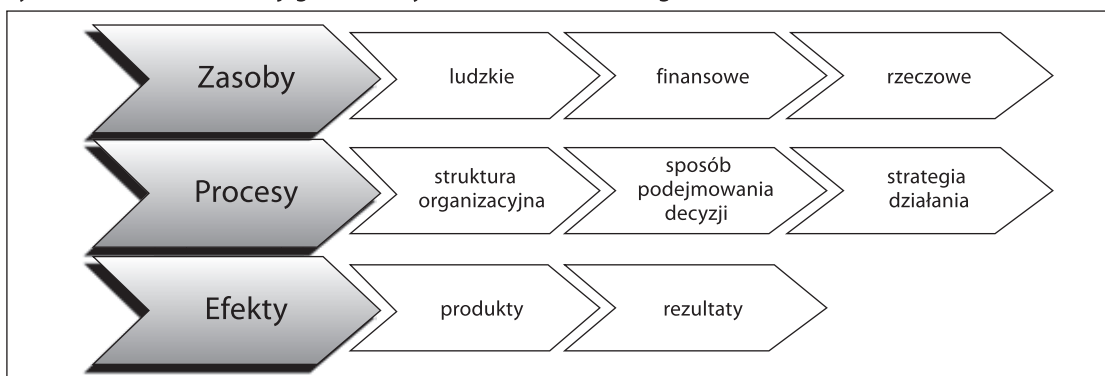 Zasoby
ludzkie
finansowe
rzeczowe
Procesy
struktura
organizacyjna
sposób
podejmowania
decyzji
strategia
działania
Efekty
produkty
rezultaty